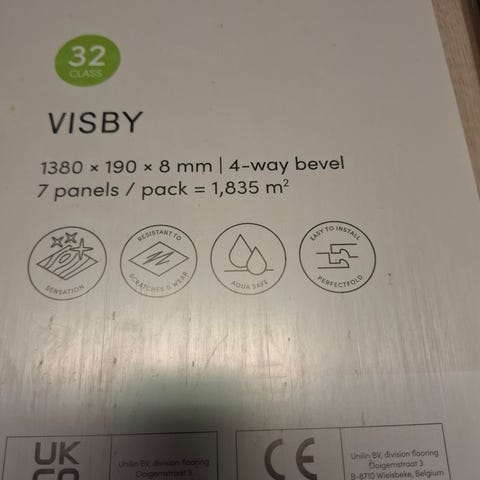 32
CLASS
VISBY
1380 × 190 × 8 mm | 4-way bevel
7 panels / pack = 1,835 m²
SENSATION
RESISTANT TO
SCRATCHES & WEAR
AQUA SAFE
EASY TO INSTALL
PERFECTFOLD
UK
CA
Unilin BV, division flooring
Ooigemstraat 3
CE
Unilin BV, division flooring
Ooigemstraat 3
B-8710 Wielsbeke, Belgium